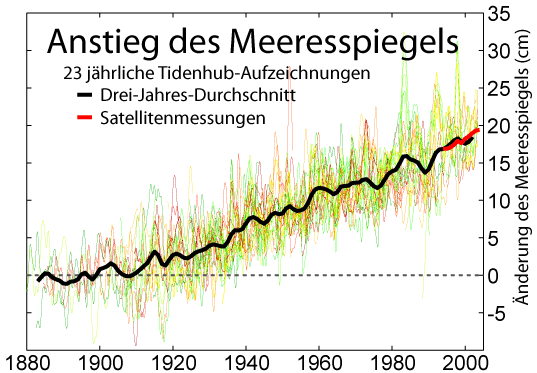 Anstieg des Meeresspiegels
23 jährliche Tidenhub-Aufzeichnungen
Drei-Jahres-Durchschnitt
Satellitenmessungen
35
30
25
20
15
10
5
0
-5
Änderung des Meeresspiegels (cm)
1880 1900 1920 1940 1960 1980 2000